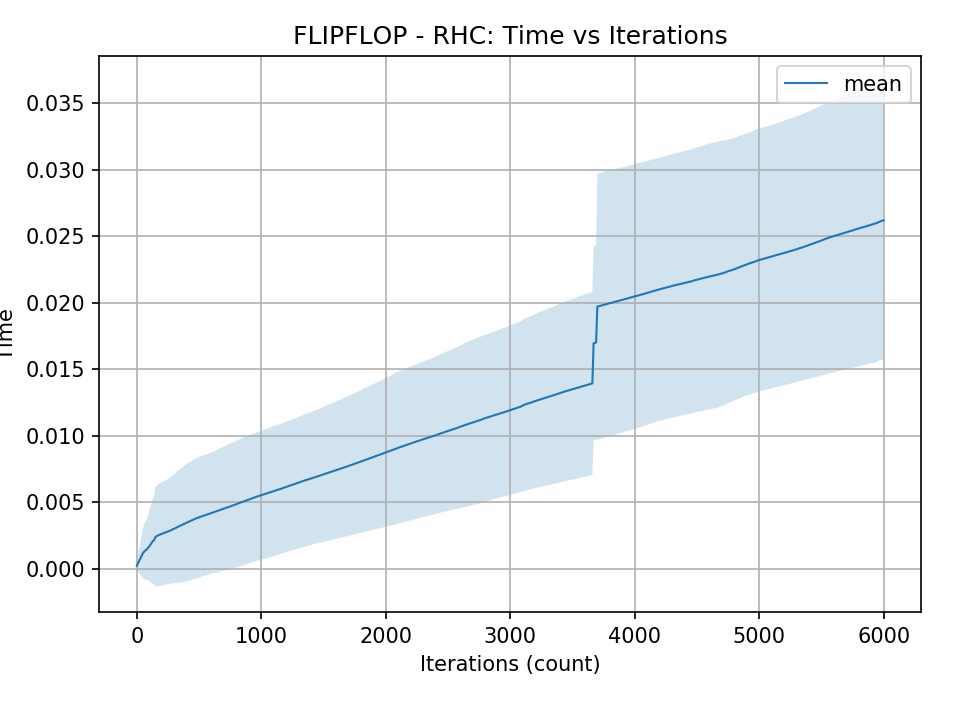 FLIPFLOP - RHC: Time vs Iterations
mean
0.035
0.030
0.025
0.020
0.015
0.010
0.005
0.000
Time
0 1000 2000 3000 4000 5000 6000
Iterations (count)